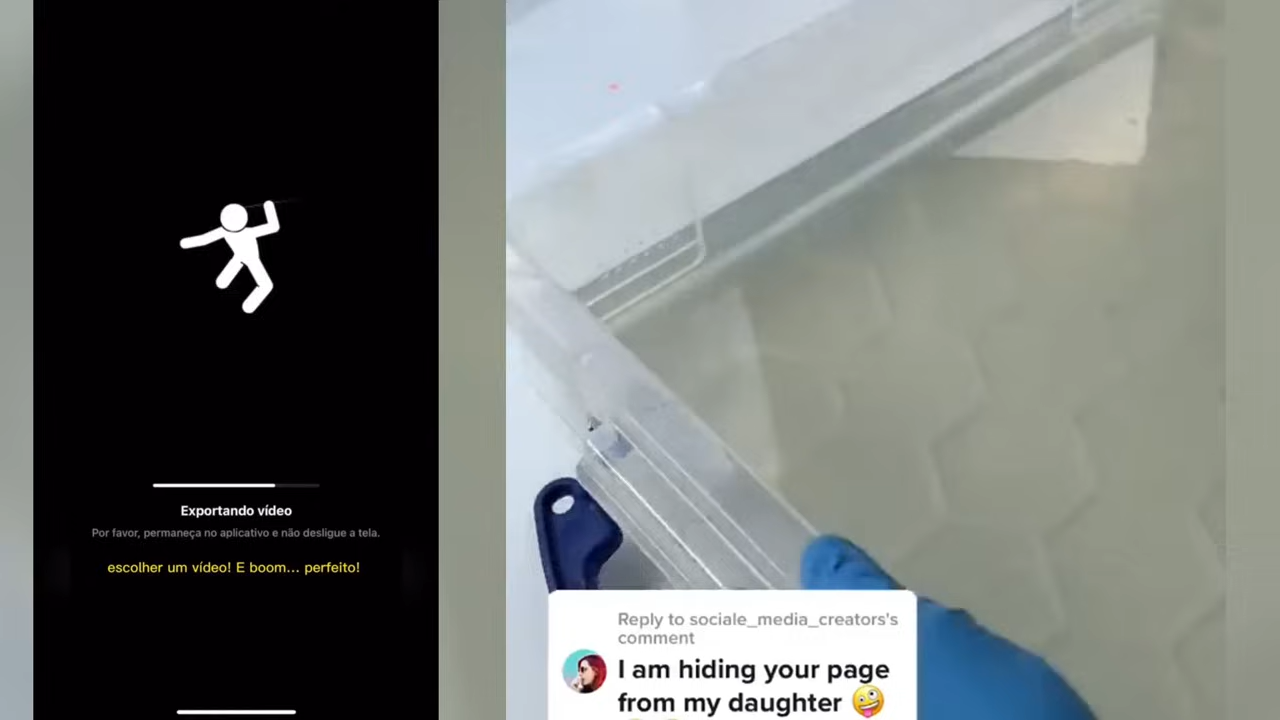 Exportando vídeo
Por favor, permaneça no aplicativo e não desligue a tela.
escolher um vídeo! E boom... perfeito!
Reply to sociale_media_creators's
comment
I am hiding your page
from my daughter 🤪